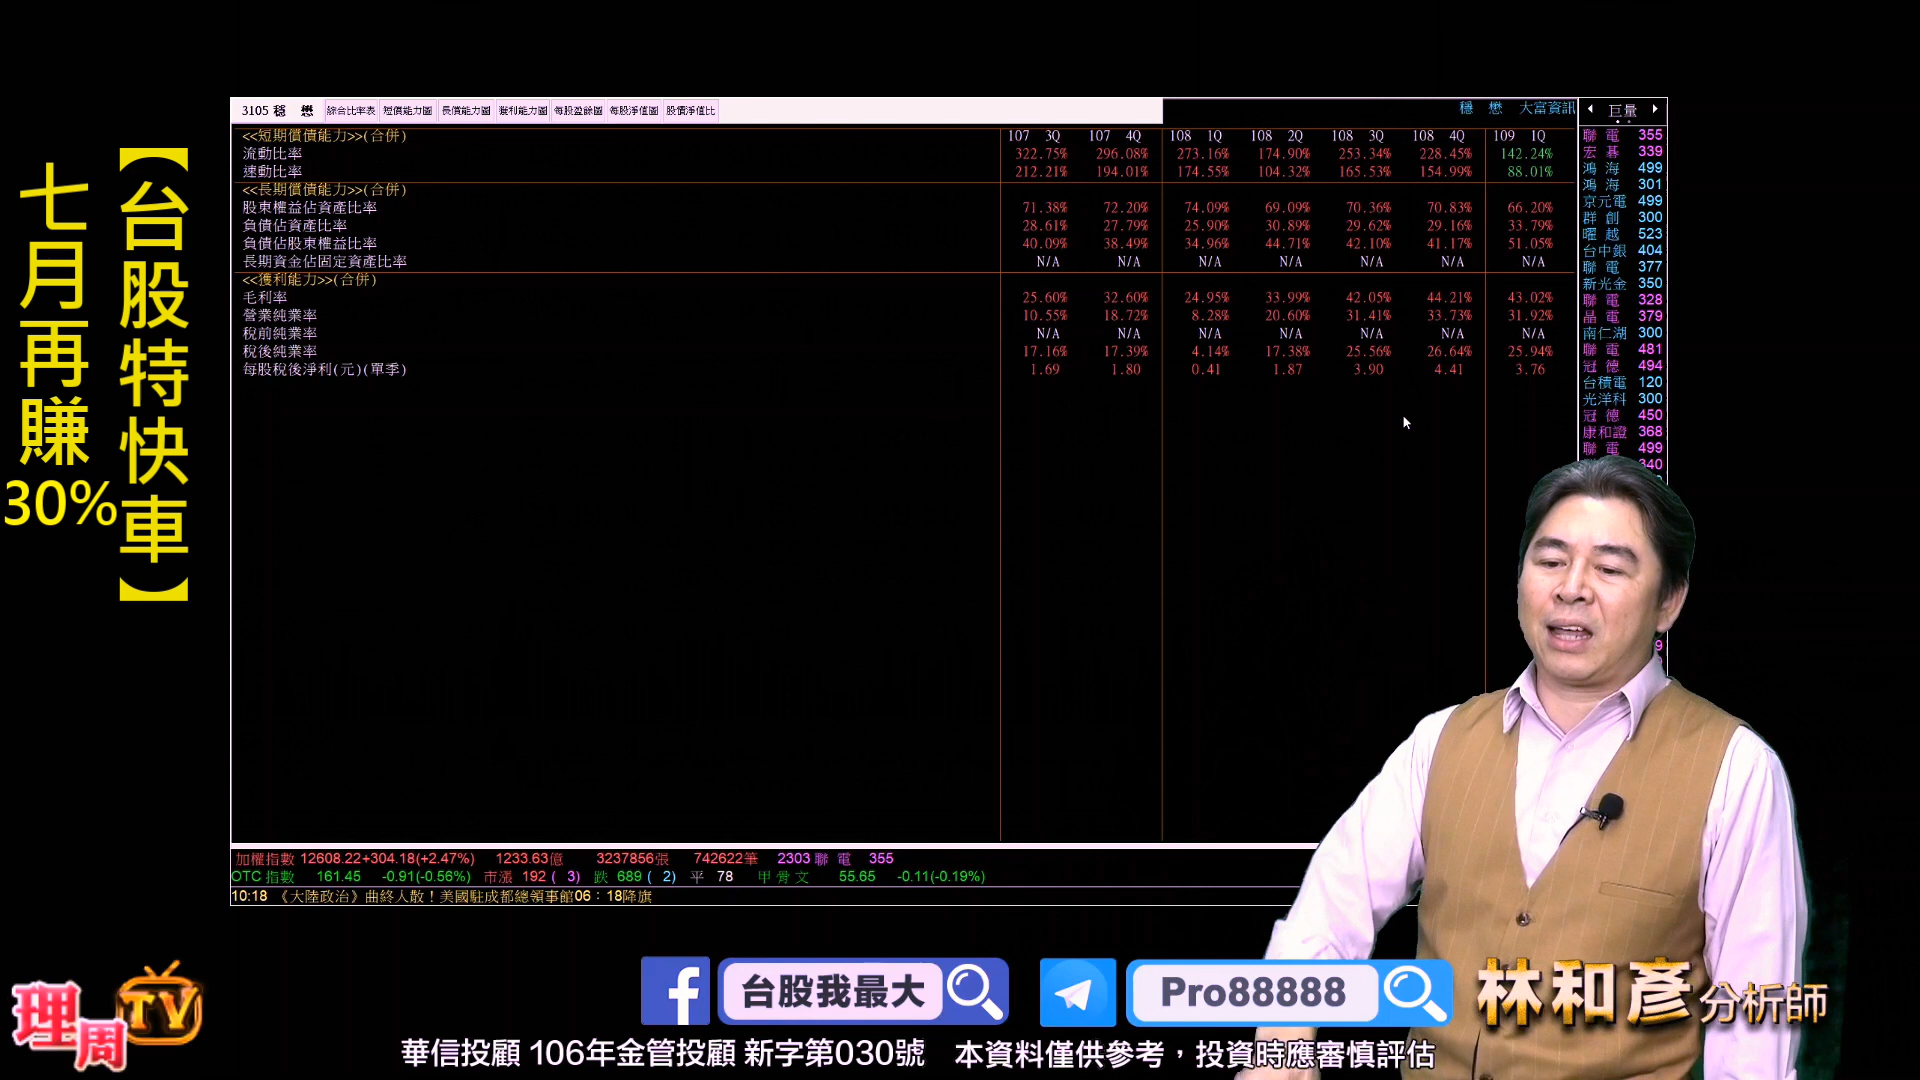 【台股特快車】
七月再賺30%
3105 穩 懋 綜合比率表 短償能力圖 長償能力圖 獲利能力圖 每股盈餘圖 每股淨值圖 股價淨值比
穩 懋 大富資訊
巨量
<<短期償債能力>>(合併) 107 3Q 107 4Q 108 1Q 108 2Q 108 3Q 108 4Q 109 1Q
流動比率 322.75% 296.08% 273.16% 174.90% 253.34% 228.45% 142.24%
速動比率 212.21% 194.01% 174.55% 104.32% 165.53% 154.99% 88.01%
<<長期償債能力>>(合併)
股東權益佔資產比率 71.38% 72.20% 74.09% 69.09% 70.36% 70.83% 66.20%
負債佔資產比率 28.61% 27.79% 25.90% 30.89% 29.62% 29.16% 33.79%
負債佔股東權益比率 40.09% 38.49% 34.96% 44.71% 42.10% 41.17% 51.05%
長期資金佔固定資產比率 N/A N/A N/A N/A N/A N/A N/A
<<獲利能力>>(合併)
毛利率 25.60% 32.60% 24.95% 33.99% 42.05% 44.21% 43.02%
營業純業率 10.55% 18.72% 8.28% 20.60% 31.41% 33.73% 31.92%
稅前純業率 N/A N/A N/A N/A N/A N/A N/A
稅後純業率 17.16% 17.39% 4.14% 17.38% 25.56% 26.64% 25.94%
每股稅後淨利(元)(單季) 1.69 1.80 0.41 1.87 3.90 4.41 3.76
聯 電 355
宏 碁 339
鴻 海 499
鴻 海 301
京元電 499
群 創 300
曜 越 523
台中銀 404
聯 電 377
新光金 350
聯 電 328
晶 電 379
南仁湖 300
聯 電 481
冠 德 494
台積電 120
光洋科 300
冠 德 450
康和證 368
聯 電 499
340
加權指數 12608.22+304.18(+2.47%) 1233.63億 3237856張 742622筆 2303 聯 電 355
OTC 指數 161.45 -0.91(-0.56%) 市漲 192 ( 3) 跌 689 ( 2) 平 78 甲骨文 55.65 -0.11(-0.19%)
10:18 《大陸政治》曲終人散！美國駐成都總領事館06：18降旗
理周TV
台股我最大
Pro88888
林和彥分析師
華信投顧 106年金管投顧 新字第030號 本資料僅供參考，投資時應審慎評估